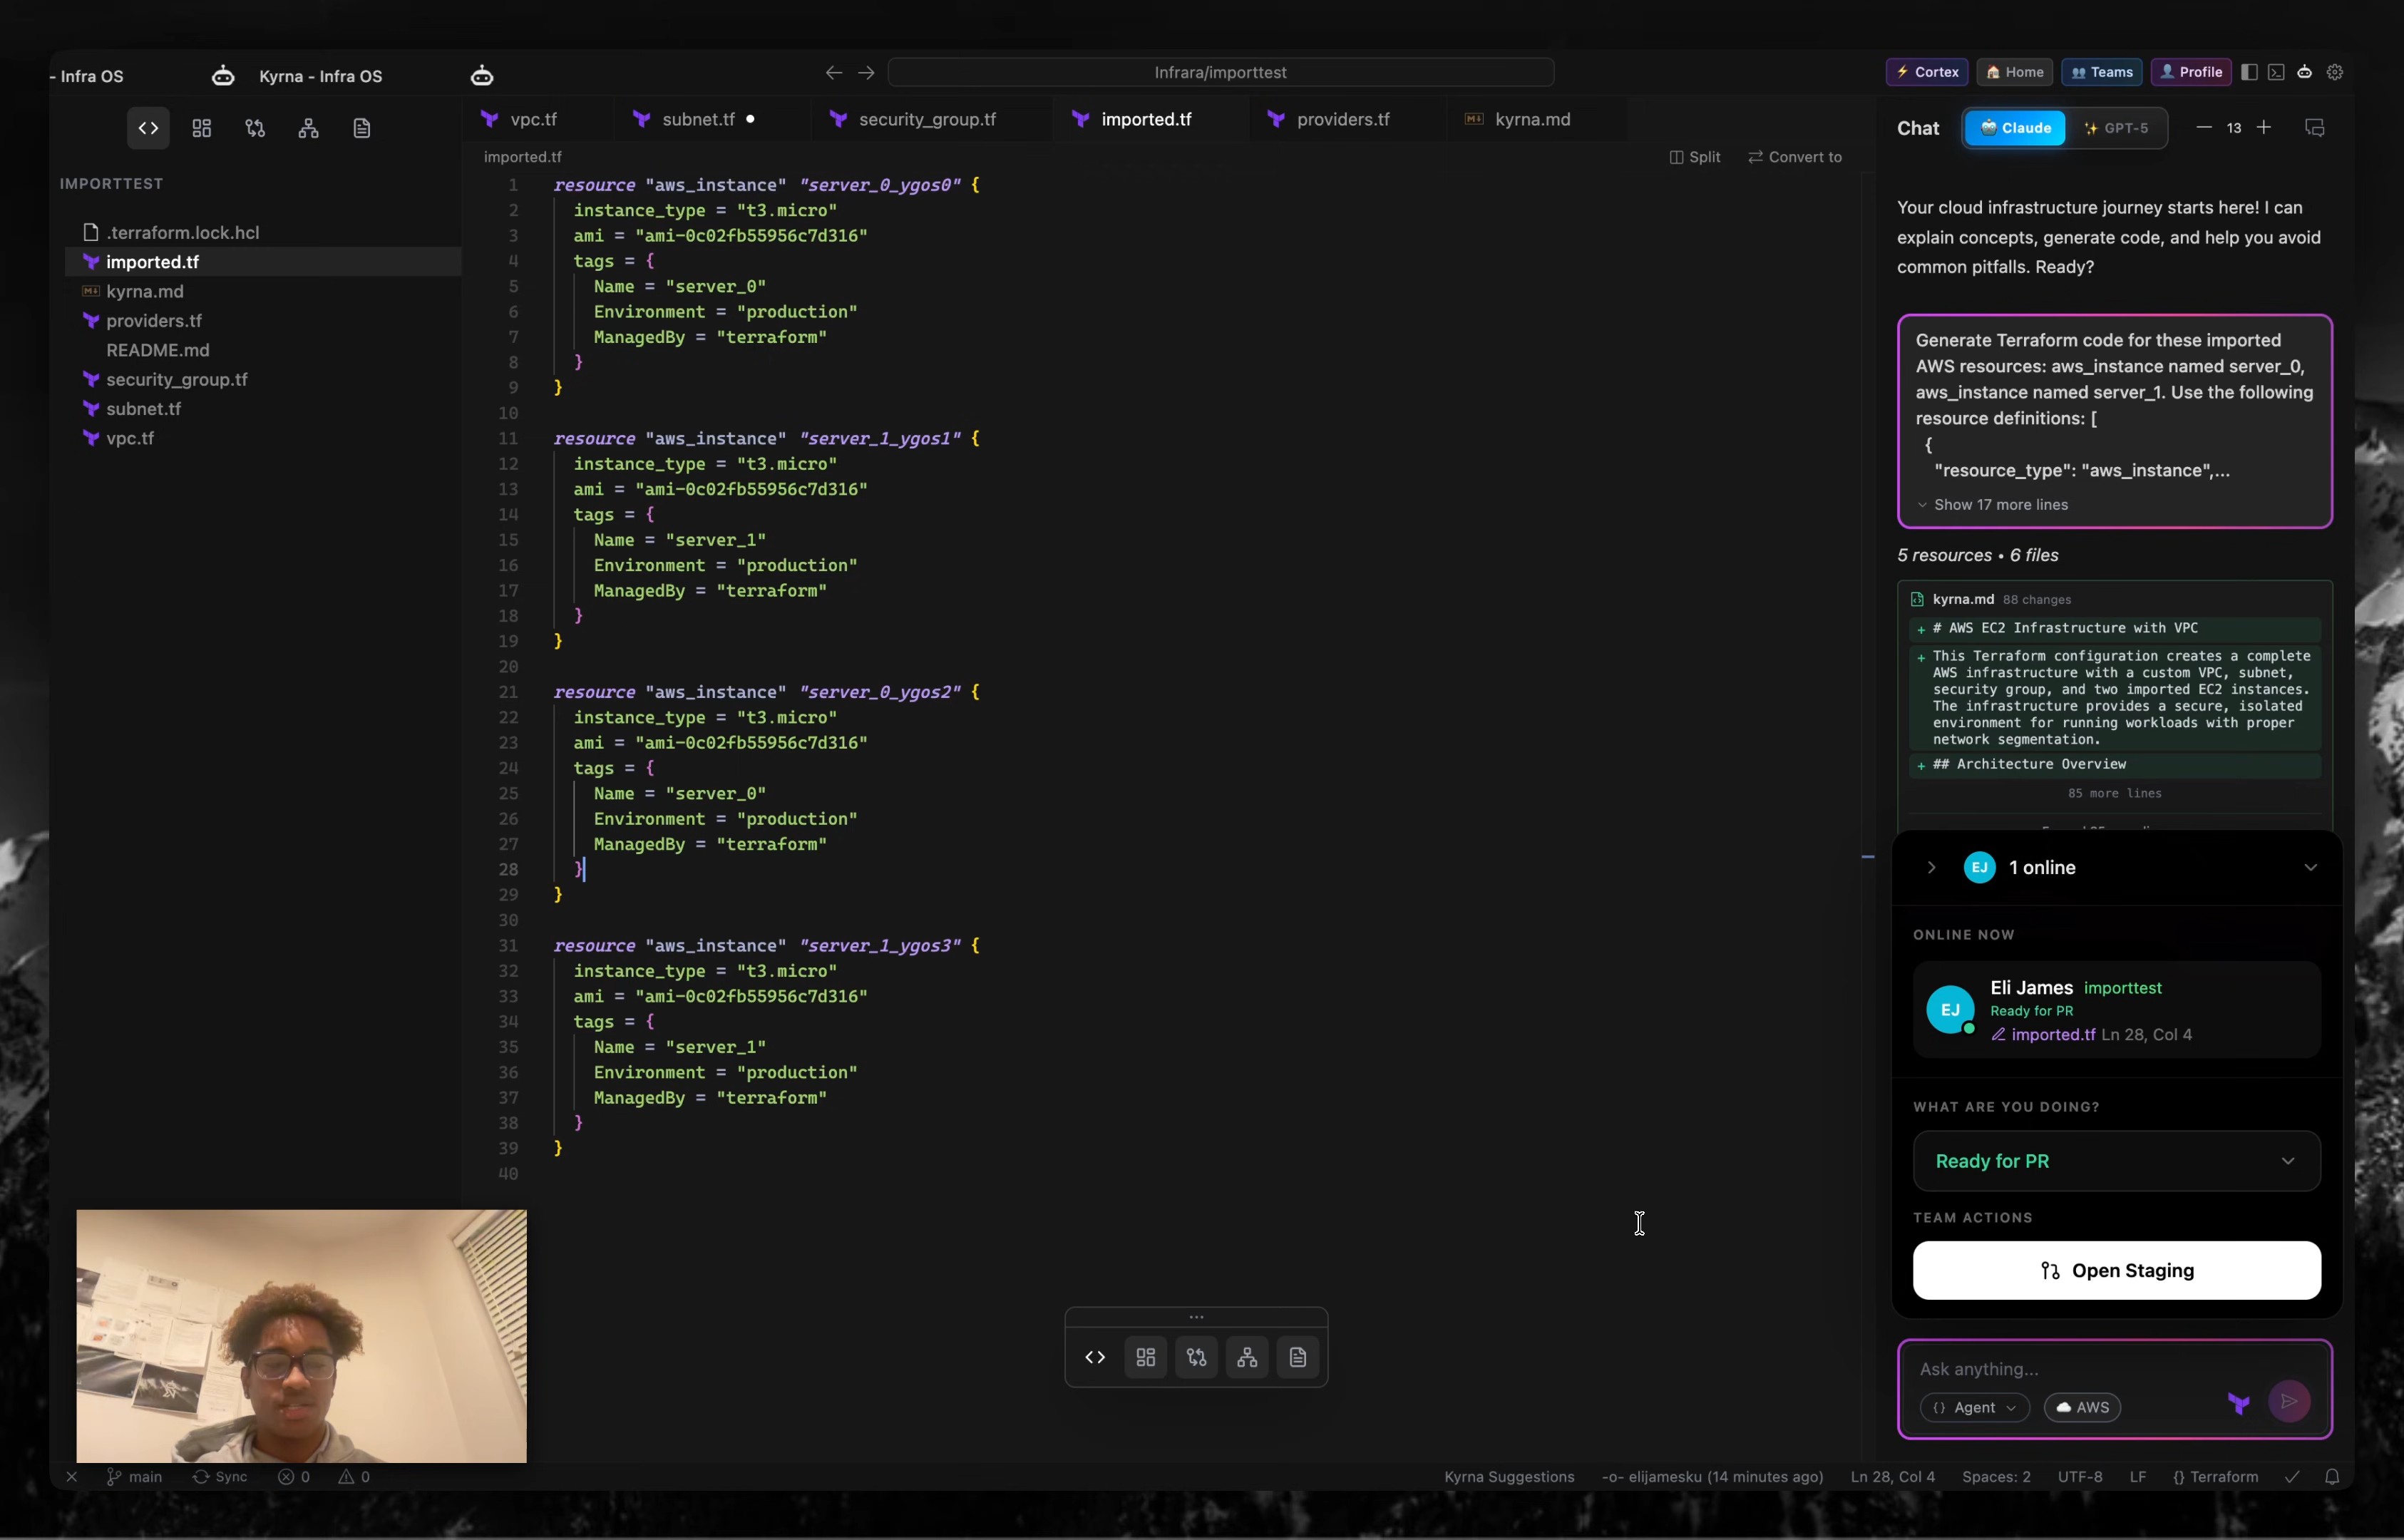 - Infra OS
Kyrna - Infra OS
Infrara/importtest
⚡ Cortex
Home
Teams
Profile
IMPORTTEST
.terraform.lock.hcl
imported.tf
kyrna.md
providers.tf
README.md
security_group.tf
subnet.tf
vpc.tf
vpc.tf
subnet.tf
security_group.tf
imported.tf
providers.tf
kyrna.md
imported.tf
Split
Convert to
1 resource "aws_instance" "server_0_ygos0" {
2 instance_type = "t3.micro"
3 ami = "ami-0c02fb55956c7d316"
4 tags = {
5 Name = "server_0"
6 Environment = "production"
7 ManagedBy = "terraform"
8 }
9 }
10
11 resource "aws_instance" "server_1_ygos1" {
12 instance_type = "t3.micro"
13 ami = "ami-0c02fb55956c7d316"
14 tags = {
15 Name = "server_1"
16 Environment = "production"
17 ManagedBy = "terraform"
18 }
19 }
20
21 resource "aws_instance" "server_0_ygos2" {
22 instance_type = "t3.micro"
23 ami = "ami-0c02fb55956c7d316"
24 tags = {
25 Name = "server_0"
26 Environment = "production"
27 ManagedBy = "terraform"
28 }
29 }
30
31 resource "aws_instance" "server_1_ygos3" {
32 instance_type = "t3.micro"
33 ami = "ami-0c02fb55956c7d316"
34 tags = {
35 Name = "server_1"
36 Environment = "production"
37 ManagedBy = "terraform"
38 }
39 }
40
Chat
Claude
GPT-5
13
Your cloud infrastructure journey starts here! I can
explain concepts, generate code, and help you avoid
common pitfalls. Ready?
Generate Terraform code for these imported
AWS resources: aws_instance named server_0,
aws_instance named server_1. Use the following
resource definitions: [
{
"resource_type": "aws_instance",...
Show 17 more lines
5 resources • 6 files
kyrna.md 88 changes
+ # AWS EC2 Infrastructure with VPC
+ This Terraform configuration creates a complete
AWS infrastructure with a custom VPC, subnet,
security group, and two imported EC2 instances.
The infrastructure provides a secure, isolated
environment for running workloads with proper
network segmentation.
+ ## Architecture Overview
85 more lines
EJ
1 online
ONLINE NOW
EJ
Eli James importtest
Ready for PR
imported.tf Ln 28, Col 4
WHAT ARE YOU DOING?
Ready for PR
TEAM ACTIONS
Open Staging
Ask anything...
{} Agent
AWS
main
Sync
0
0
Kyrna Suggestions
-o- elijamesku (14 minutes ago)
Ln 28, Col 4
Spaces: 2
UTF-8
LF
{} Terraform